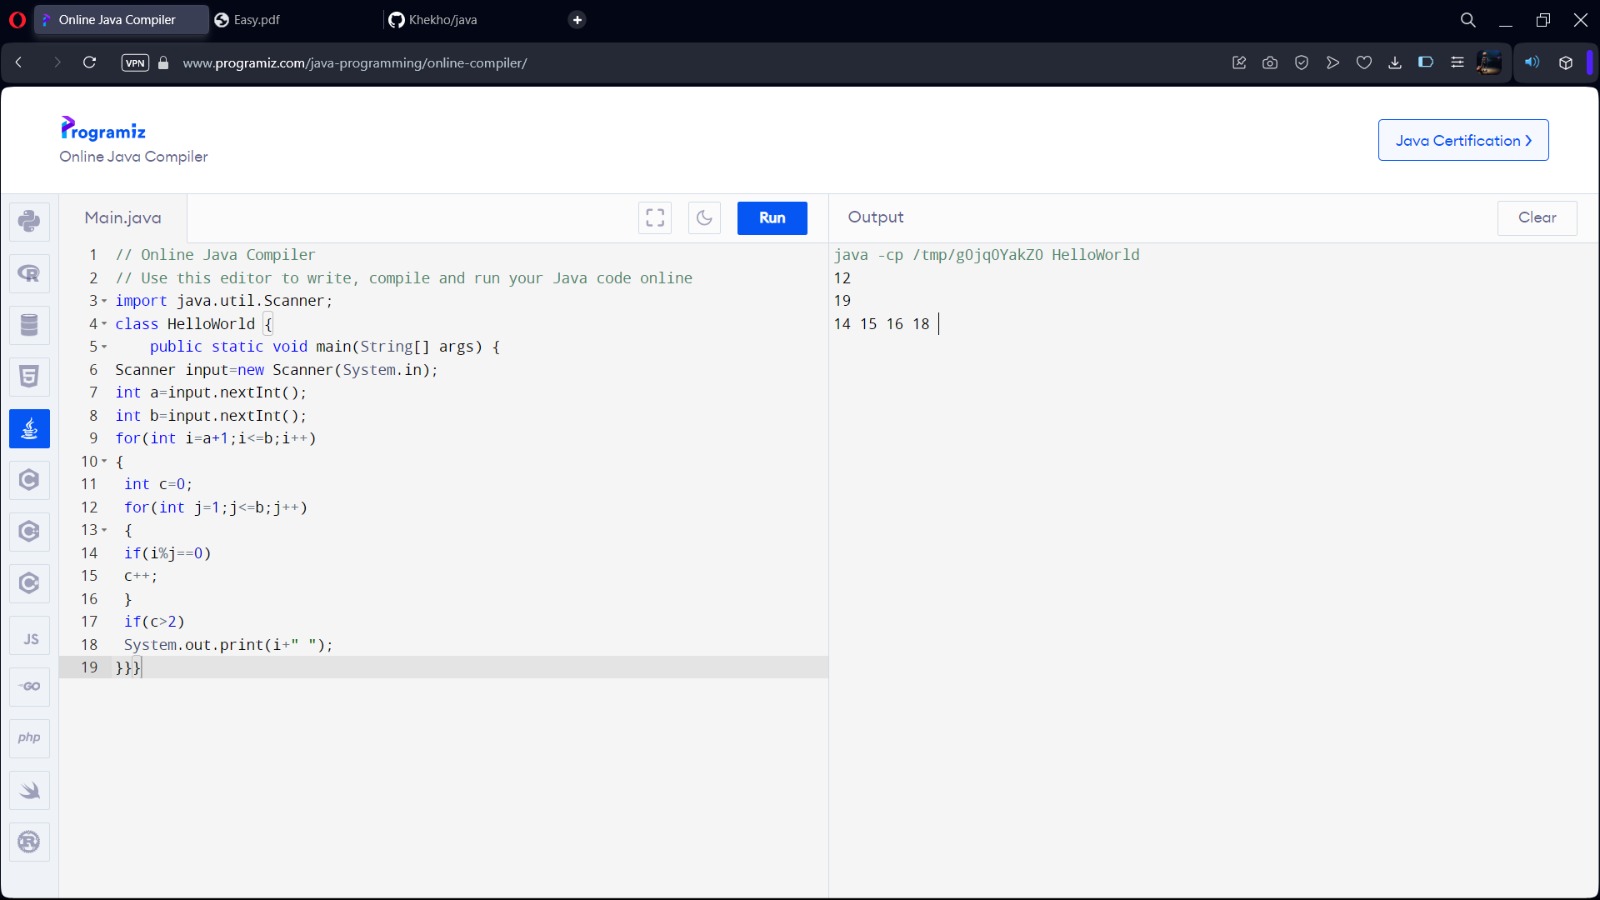 Online Java Compiler
Easy.pdf
Khekho/java
VPN
www.programiz.com/java-programming/online-compiler/
Programiz
Online Java Compiler
Java Certification >
Main.java
Run
Output
Clear
1 // Online Java Compiler
2 // Use this editor to write, compile and run your Java code online
3 import java.util.Scanner;
4 class HelloWorld {
5     public static void main(String[] args) {
6 Scanner input=new Scanner(System.in);
7 int a=input.nextInt();
8 int b=input.nextInt();
9 for(int i=a+1;i<=b;i++)
10 {
11  int c=0;
12  for(int j=1;j<=b;j++)
13  {
14  if(i%j==0)
15  c++;
16  }
17  if(c>2)
18  System.out.print(i+" ");
19 }}}
java -cp /tmp/g0jq0YakZ0 HelloWorld
12
19
14 15 16 18
JS
GO
php